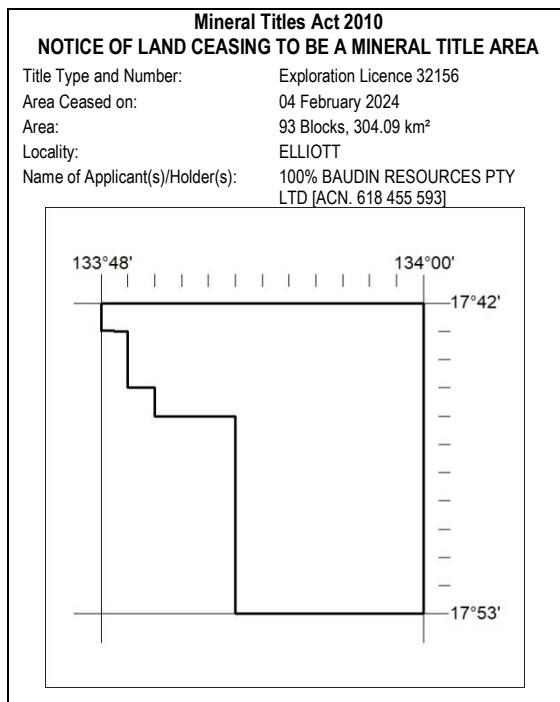 Mineral Titles Act 2010
NOTICE OF LAND CEASING TO BE A MINERAL TITLE AREA
Title Type and Number: Exploration Licence 32156
Area Ceased on: 04 February 2024
Area: 93 Blocks, 304.09 km²
Locality: ELLIOTT
Name of Applicant(s)/Holder(s): 100% BAUDIN RESOURCES PTY
LTD [ACN. 618 455 593]
133°48' 134°00'
17°42'
17°53'